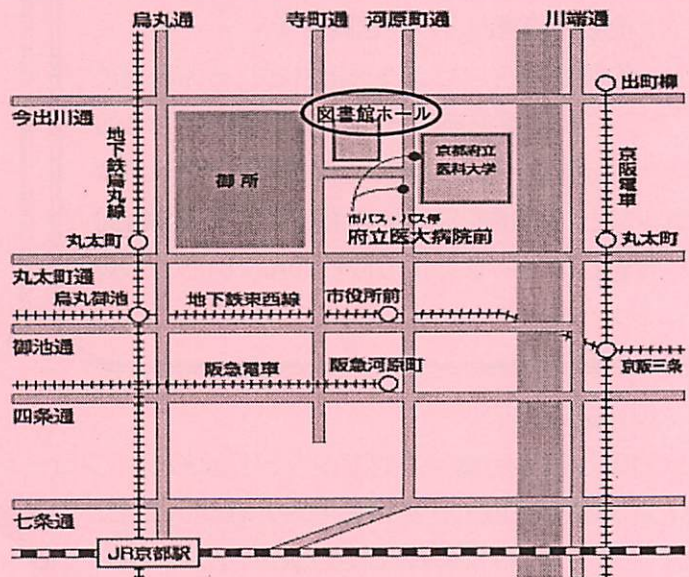 烏丸通
寺町通
河原町通
川端通
出町柳
今出川通
図書館ホール
地下鉄烏丸線
御所
京都府立
医科大学
京阪電車
市バス・バス停
府立医大病院前
丸太町
丸太町
丸太町通
烏丸御池
地下鉄東西線
市役所前
御池通
阪急電車
阪急河原町
京阪三条
四条通
七条通
JR京都駅